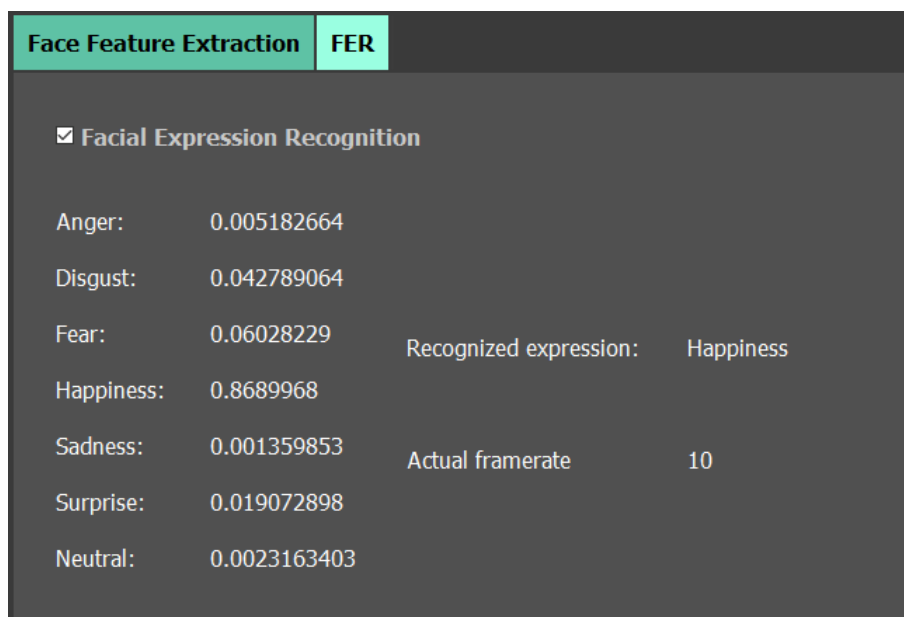 Face Feature Extraction FER
Facial Expression Recognition
Anger: 0.005182664
Disgust: 0.042789064
Fear: 0.06028229
Recognized expression: Happiness
Happiness: 0.8689968
Sadness: 0.001359853
Actual framerate 10
Surprise: 0.019072898
Neutral: 0.0023163403